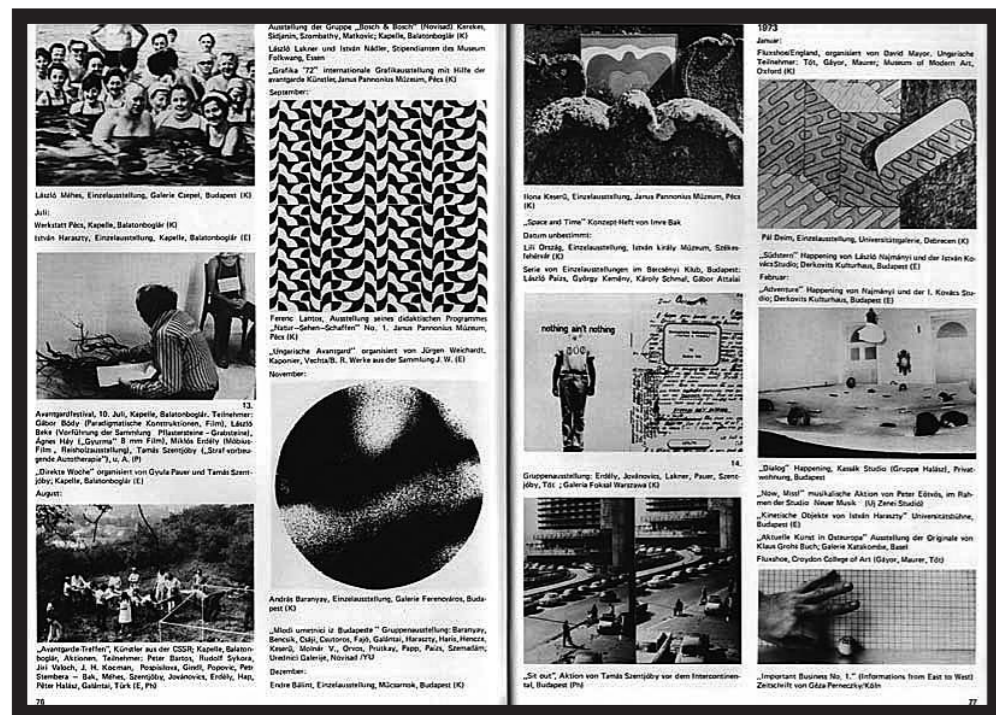 Ausstellung der Gruppe „Bosch & Bosch" (Novisad) Kerekes,
Slidjanin, Szombathy, Matkovic; Kapelle, Balatonboglár (K)
László Lakner und István Nádler, Stipendianten des Museum
Folkwang, Essen
„Grafika '72" internationale Grafikausstellung mit Hilfe der
avantgarde Künstler, Janus Pannonius Múzeum, Pécs (K)
September:
László Méhes, Einzelausstellung, Galerie Csepel, Budapest (K)
Juli:
Werkstatt Pécs, Kapelle, Balatonboglár (K)
István Haraszty, Einzelausstellung, Kapelle, Balatonboglár (E)
13.
Avantgardfestival, 10. Juli, Kapelle, Balatonboglár. Teilnehmer:
Gábor Bódy (Paradigmatische Konstruktionen, Film), László
Beke (Vorführung der Sammlung Pflastersteine – Grabsteine),
Ágnes Háy („Gyurma" 8 mm Film), Miklós Erdély (Möbius-
Film, Reisholzausstellung), Tamás Szentjóby („Straf vorbeu-
gende Autotherapie"), u. A. (P)
„Direkte Woche" organisiert von Gyula Pauer und Tamás Szent-
jóby; Kapelle, Balatonboglár (E)
August:
„Avantgarde-Treffen", Künstler aus der CSSR; Kapelle, Balaton-
boglár, Aktionen, Teilnehmer: Peter Bartos, Rudolf Sykora,
Jiri Valoch, J. H. Kocman, Pospisilova, Gindl, Popovic, Petr
Stembera – Bak, Méhes, Szentjóby, Jovánovics, Erdély, Hap,
Péter Halász, Galántai, Türk (E, Ph)
76
Ferenc Lantos, Ausstellung seines didaktischen Programmes
„Natur–Sehen–Schaffen" No. 1. Janus Pannonius Múzeum,
Pécs (K)
„Ungarische Avantgard" organisiert von Jürgen Weichardt,
Kaponier, Vechta/B. R. Werke aus der Sammlung J. W. (E)
November:
András Baranyay, Einzelausstellung, Galerie Ferencváros, Buda-
pest (K)
„Mlodi umetnici iz Budapeste" Gruppenausstellung: Baranyay,
Bencsik, Csáji, Csutoros, Fajó, Galántai, Haraszty, Haris, Hencze,
Keserü, Molnár V., Orvos, Prutkay, Papp, Paizs, Szemadám;
Urednici Galerije, Novisad /YU
Dezember:
Endre Bálint, Einzelausstellung, Műcsarnok, Budapest (K)
Ilona Keserü, Einzelausstellung, Janus Pannonius Múzeum, Pécs
(K)
„Space and Time" Konzept-Heft von Imre Bak
Datum unbestimmt:
Lili Ország, Einzelausstellung, István király Múzeum, Székes-
fehérvár (K)
Serie von Einzelausstellungen im Bercsényi Klub, Budapest:
László Paizs, György Kemény, Károly Schmal, Gábor Attalai
nothing ain't nothing
14.
Gruppenausstellung: Erdély, Jovánovics, Lakner, Pauer, Szent-
jóby, Tót ; Galeria Foksal Warszawa (K)
„Sit out", Aktion von Tamás Szentjóby vor dem Intercontinen-
tal, Budapest (Ph)
1973
Januar:
Fluxshoe/England, organisiert von David Mayor. Ungarische
Teilnehmer: Tót, Gáyor, Maurer; Museum of Modern Art,
Oxford (K)
Pál Deim, Einzelausstellung, Universitätsgalerie, Debrecen (K)
„Südstern" Happening von László Najmányi und der István Ko-
vács Studio; Derkovits Kulturhaus, Budapest (E)
Februar:
„Adventure" Happening von Najmányi und der I. Kovács Stu-
dio; Derkovits Kulturhaus, Budapest (E)
„Dialog" Happening, Kassák Studio (Gruppe Halász), Privat-
wohnung, Budapest
„Now, Miss!" musikalische Aktion von Peter Eötvös, im Rah-
men der Studio Neuer Musik (Uj Zenei Studió)
„Kinetische Objekte von István Haraszty" Universitätsbühne,
Budapest (E)
„Aktuelle Kunst in Osteuropa" Ausstellung der Originale von
Klaus Grohs Buch; Galerie Katakombe, Basel
Fluxshoe, Croydon College of Art (Gáyor, Maurer, Tót)
„Important Business No. 1." (Informations from East to West)
Zeitschrift von Géza Perneczky/Köln
77